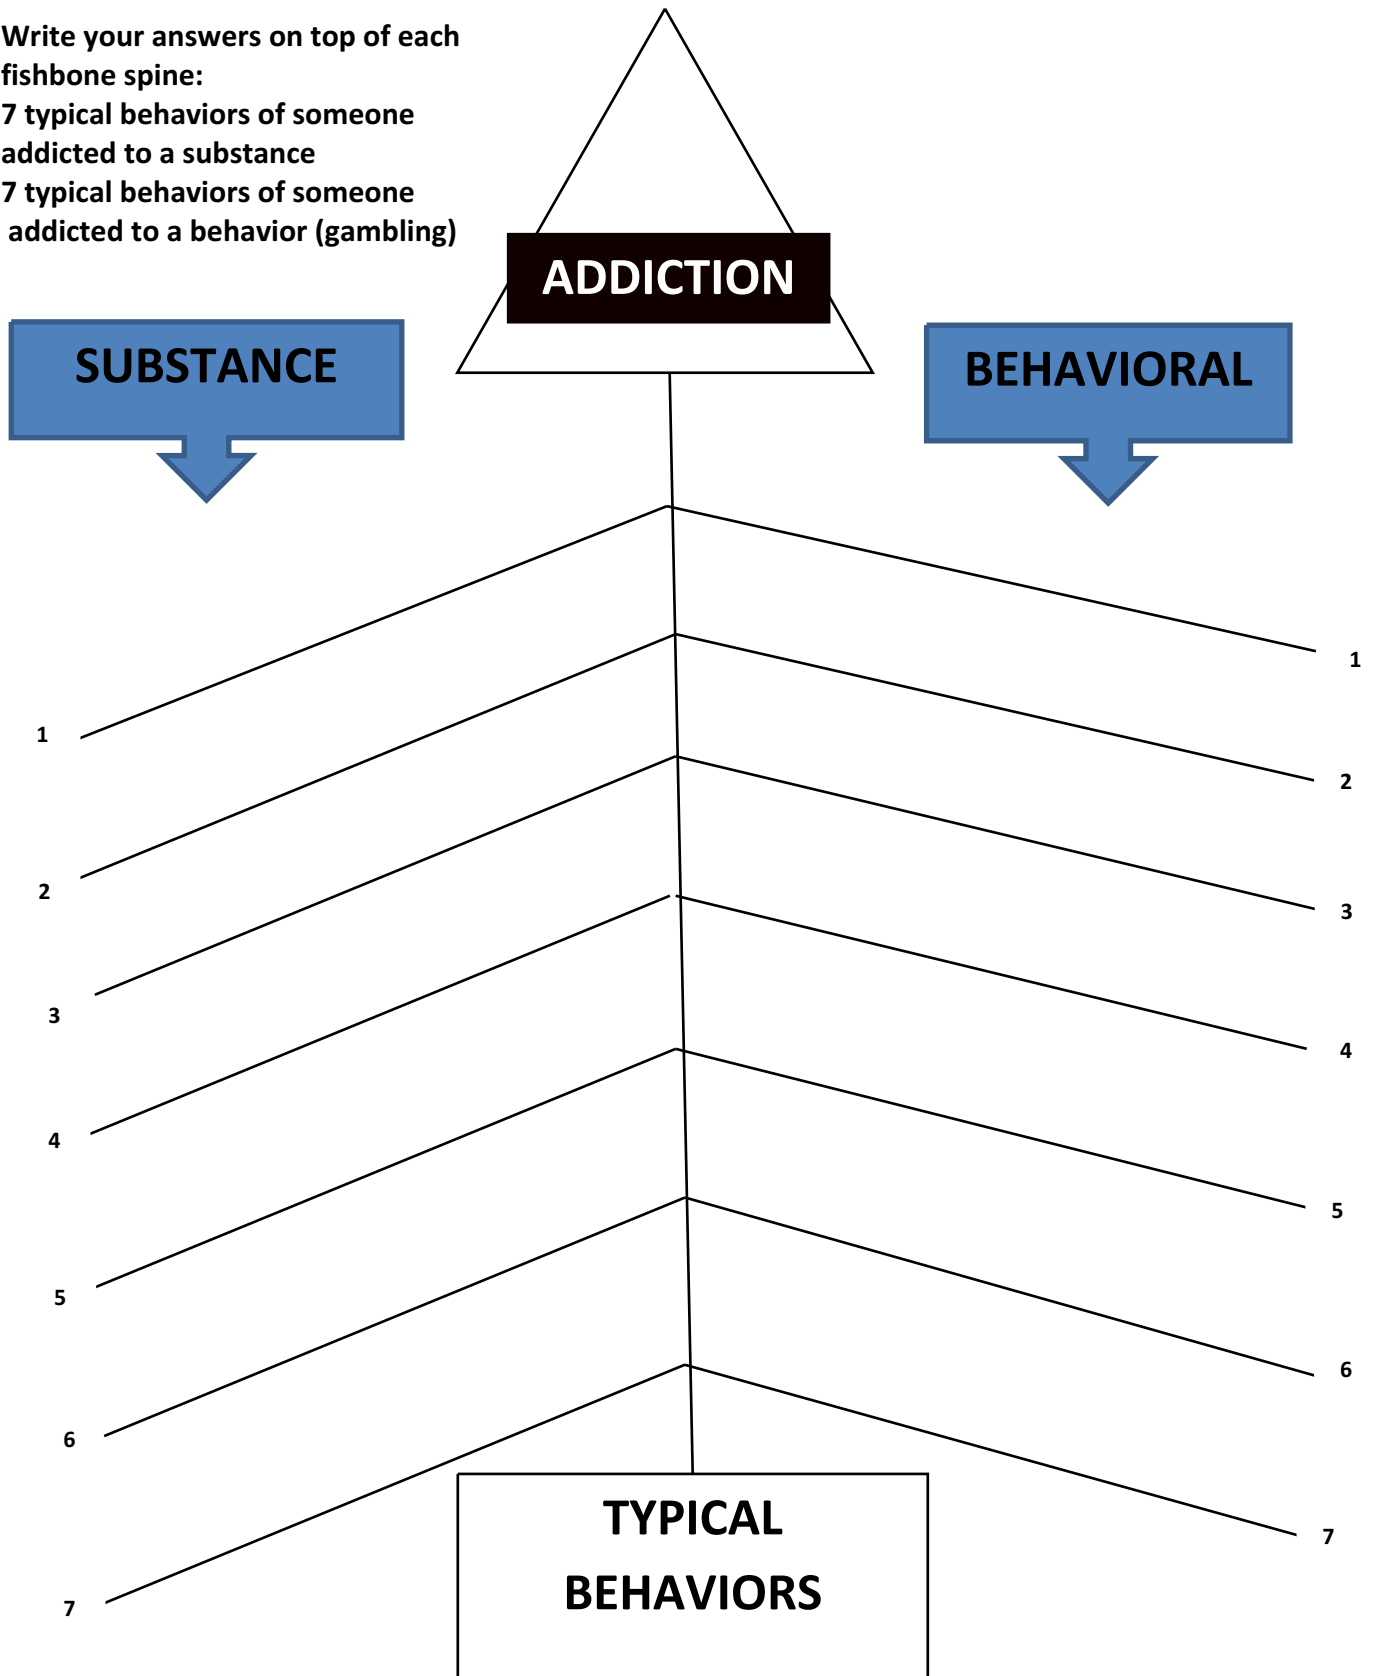 Write your answers on top of each
fishbone spine:
7 typical behaviors of someone
addicted to a substance
7 typical behaviors of someone
addicted to a behavior (gambling)
ADDICTION
SUBSTANCE
BEHAVIORAL
1
1
2
2
3
3
4
4
5
5
6
6
7
7
TYPICAL
BEHAVIORS